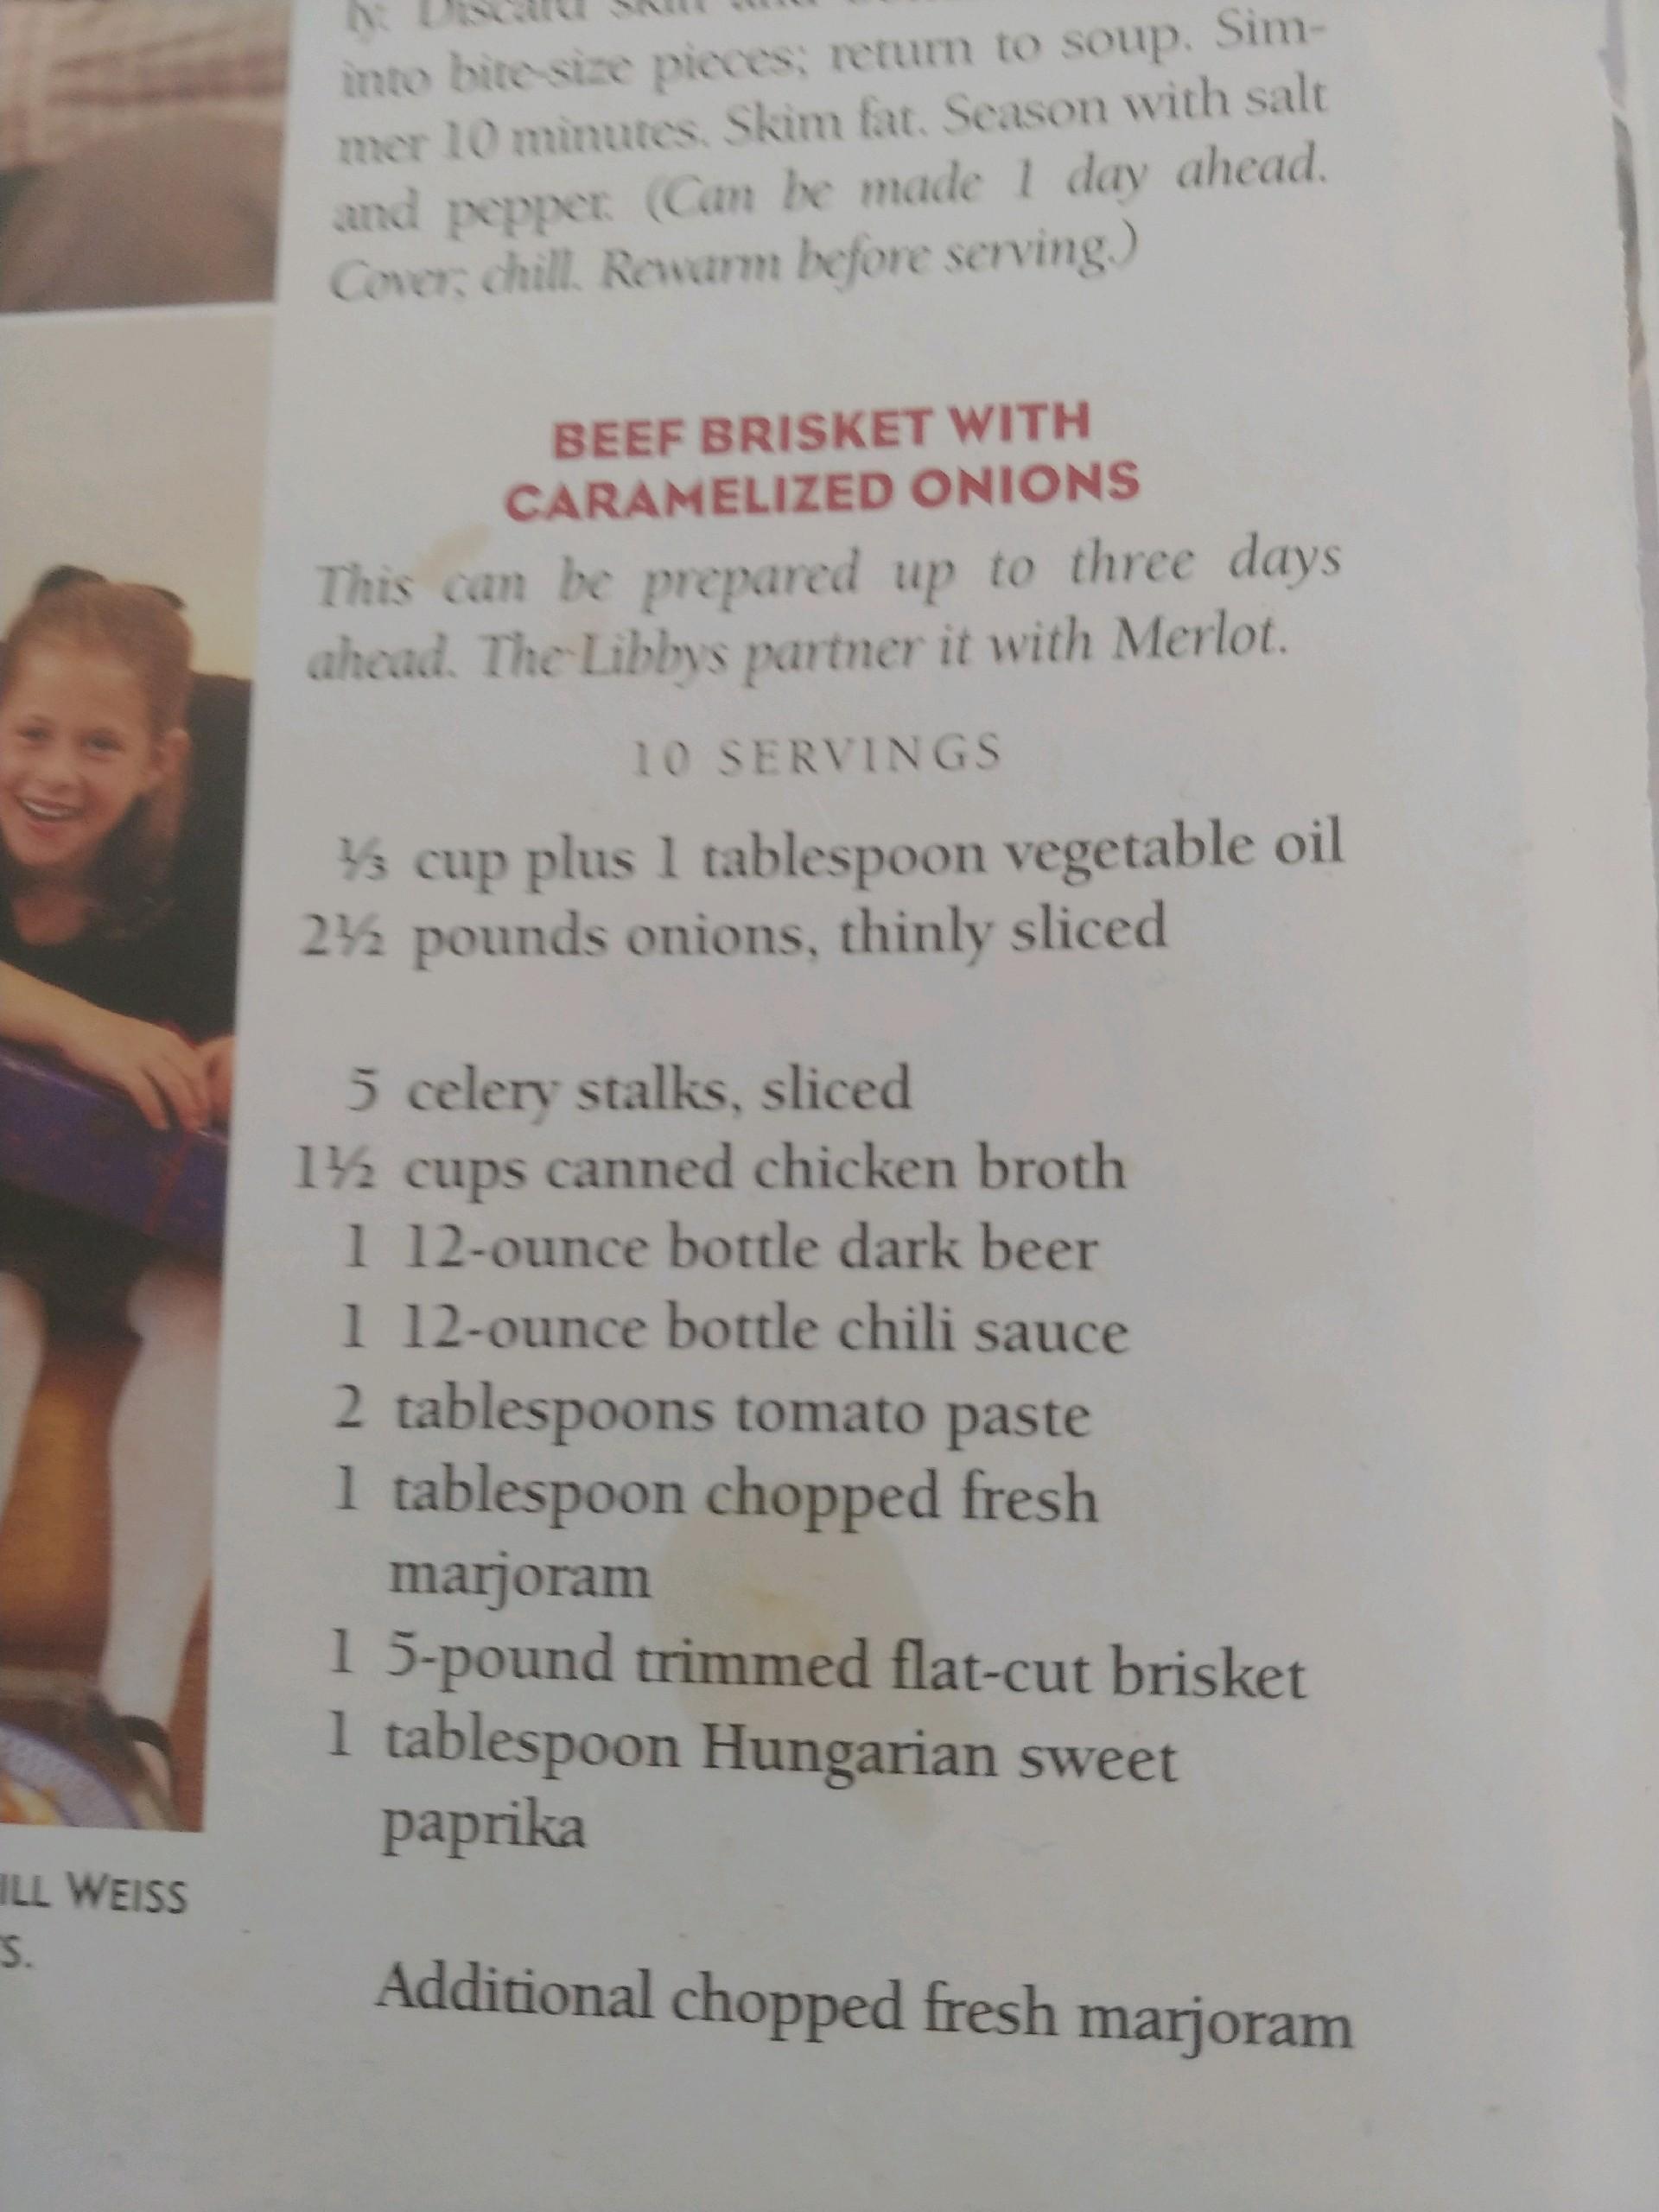 ly. Discard skin and
into bite-size pieces; return to soup. Sim-
mer 10 minutes. Skim fat. Season with salt
and pepper. (Can be made 1 day ahead.
Cover; chill. Rewarm before serving.)
BEEF BRISKET WITH
CARAMELIZED ONIONS
This can be prepared up to three days
ahead. The Libbys partner it with Merlot.
10 SERVINGS
⅓ cup plus 1 tablespoon vegetable oil
2½ pounds onions, thinly sliced
5 celery stalks, sliced
1½ cups canned chicken broth
1 12-ounce bottle dark beer
1 12-ounce bottle chili sauce
2 tablespoons tomato paste
1 tablespoon chopped fresh
marjoram
1 5-pound trimmed flat-cut brisket
1 tablespoon Hungarian sweet
paprika
Additional chopped fresh marjoram
ILL WEISS
S.